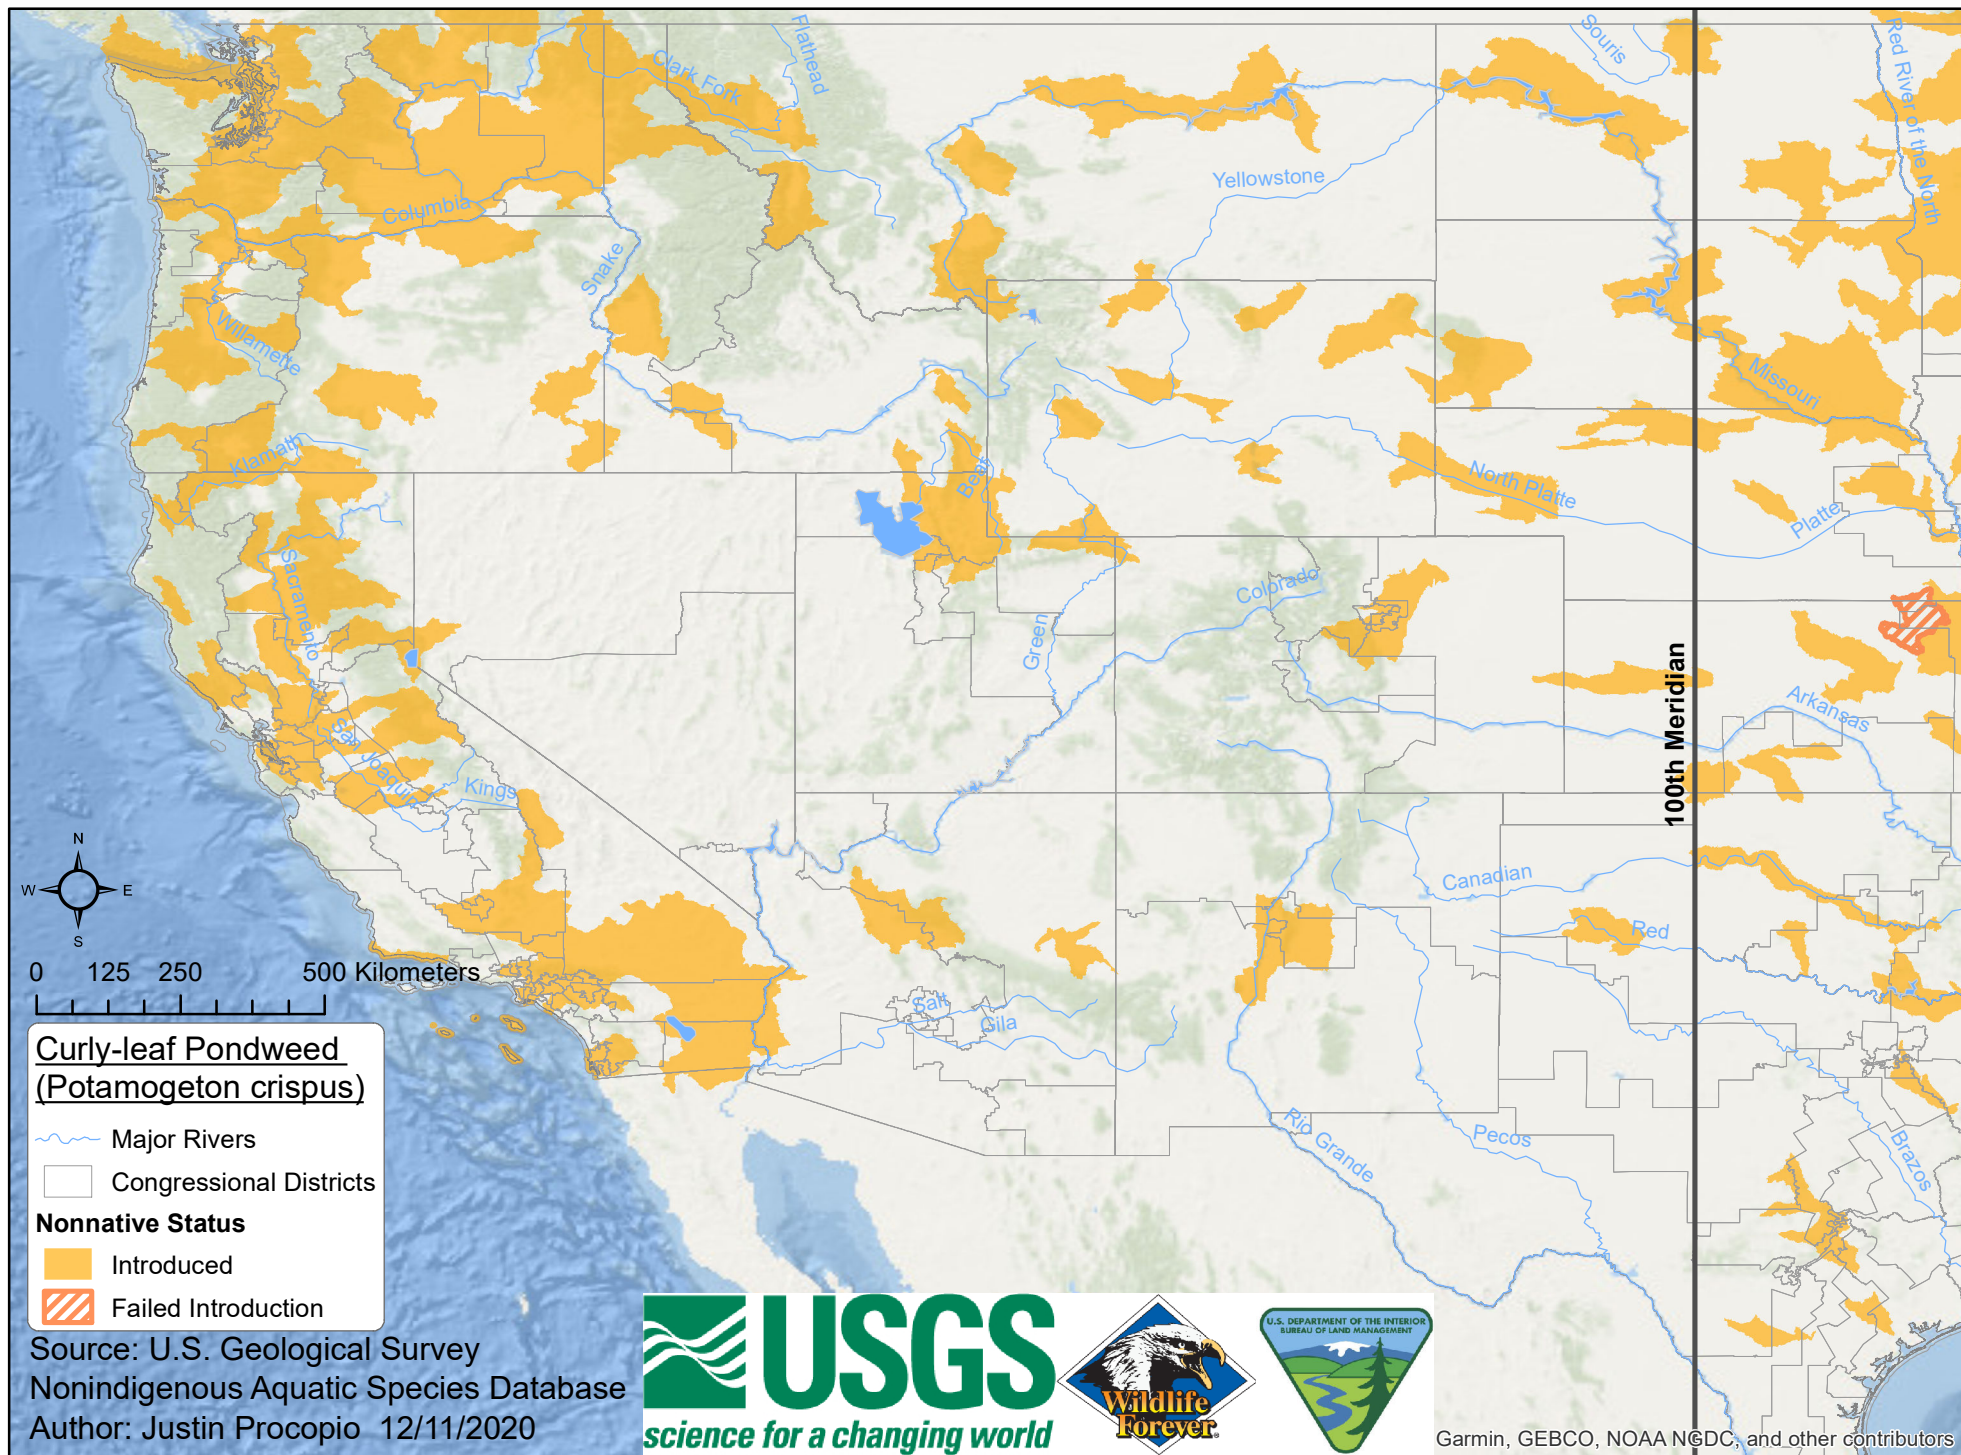 Flathead
Clark Fork
Souris
Red River of the North
Yellowstone
Columbia
Snake
Willamette
Missouri
Klamath
Bear
North Platte
Platte
Sacramento
Colorado
Green
100th Meridian
Arkansas
San Joaquin
Kings
Canadian
Red
Salt
Gila
Rio Grande
Pecos
Brazos
N
W E
S
0 125 250 500 Kilometers
Curly-leaf Pondweed
(Potamogeton crispus)
Major Rivers
Congressional Districts
Nonnative Status
Introduced
Failed Introduction
Source: U.S. Geological Survey
Nonindigenous Aquatic Species Database
Author: Justin Procopio 12/11/2020
USGS
science for a changing world
Wildlife
Forever
U.S. DEPARTMENT OF THE INTERIOR
BUREAU OF LAND MANAGEMENT
Garmin, GEBCO, NOAA NGDC, and other contributors